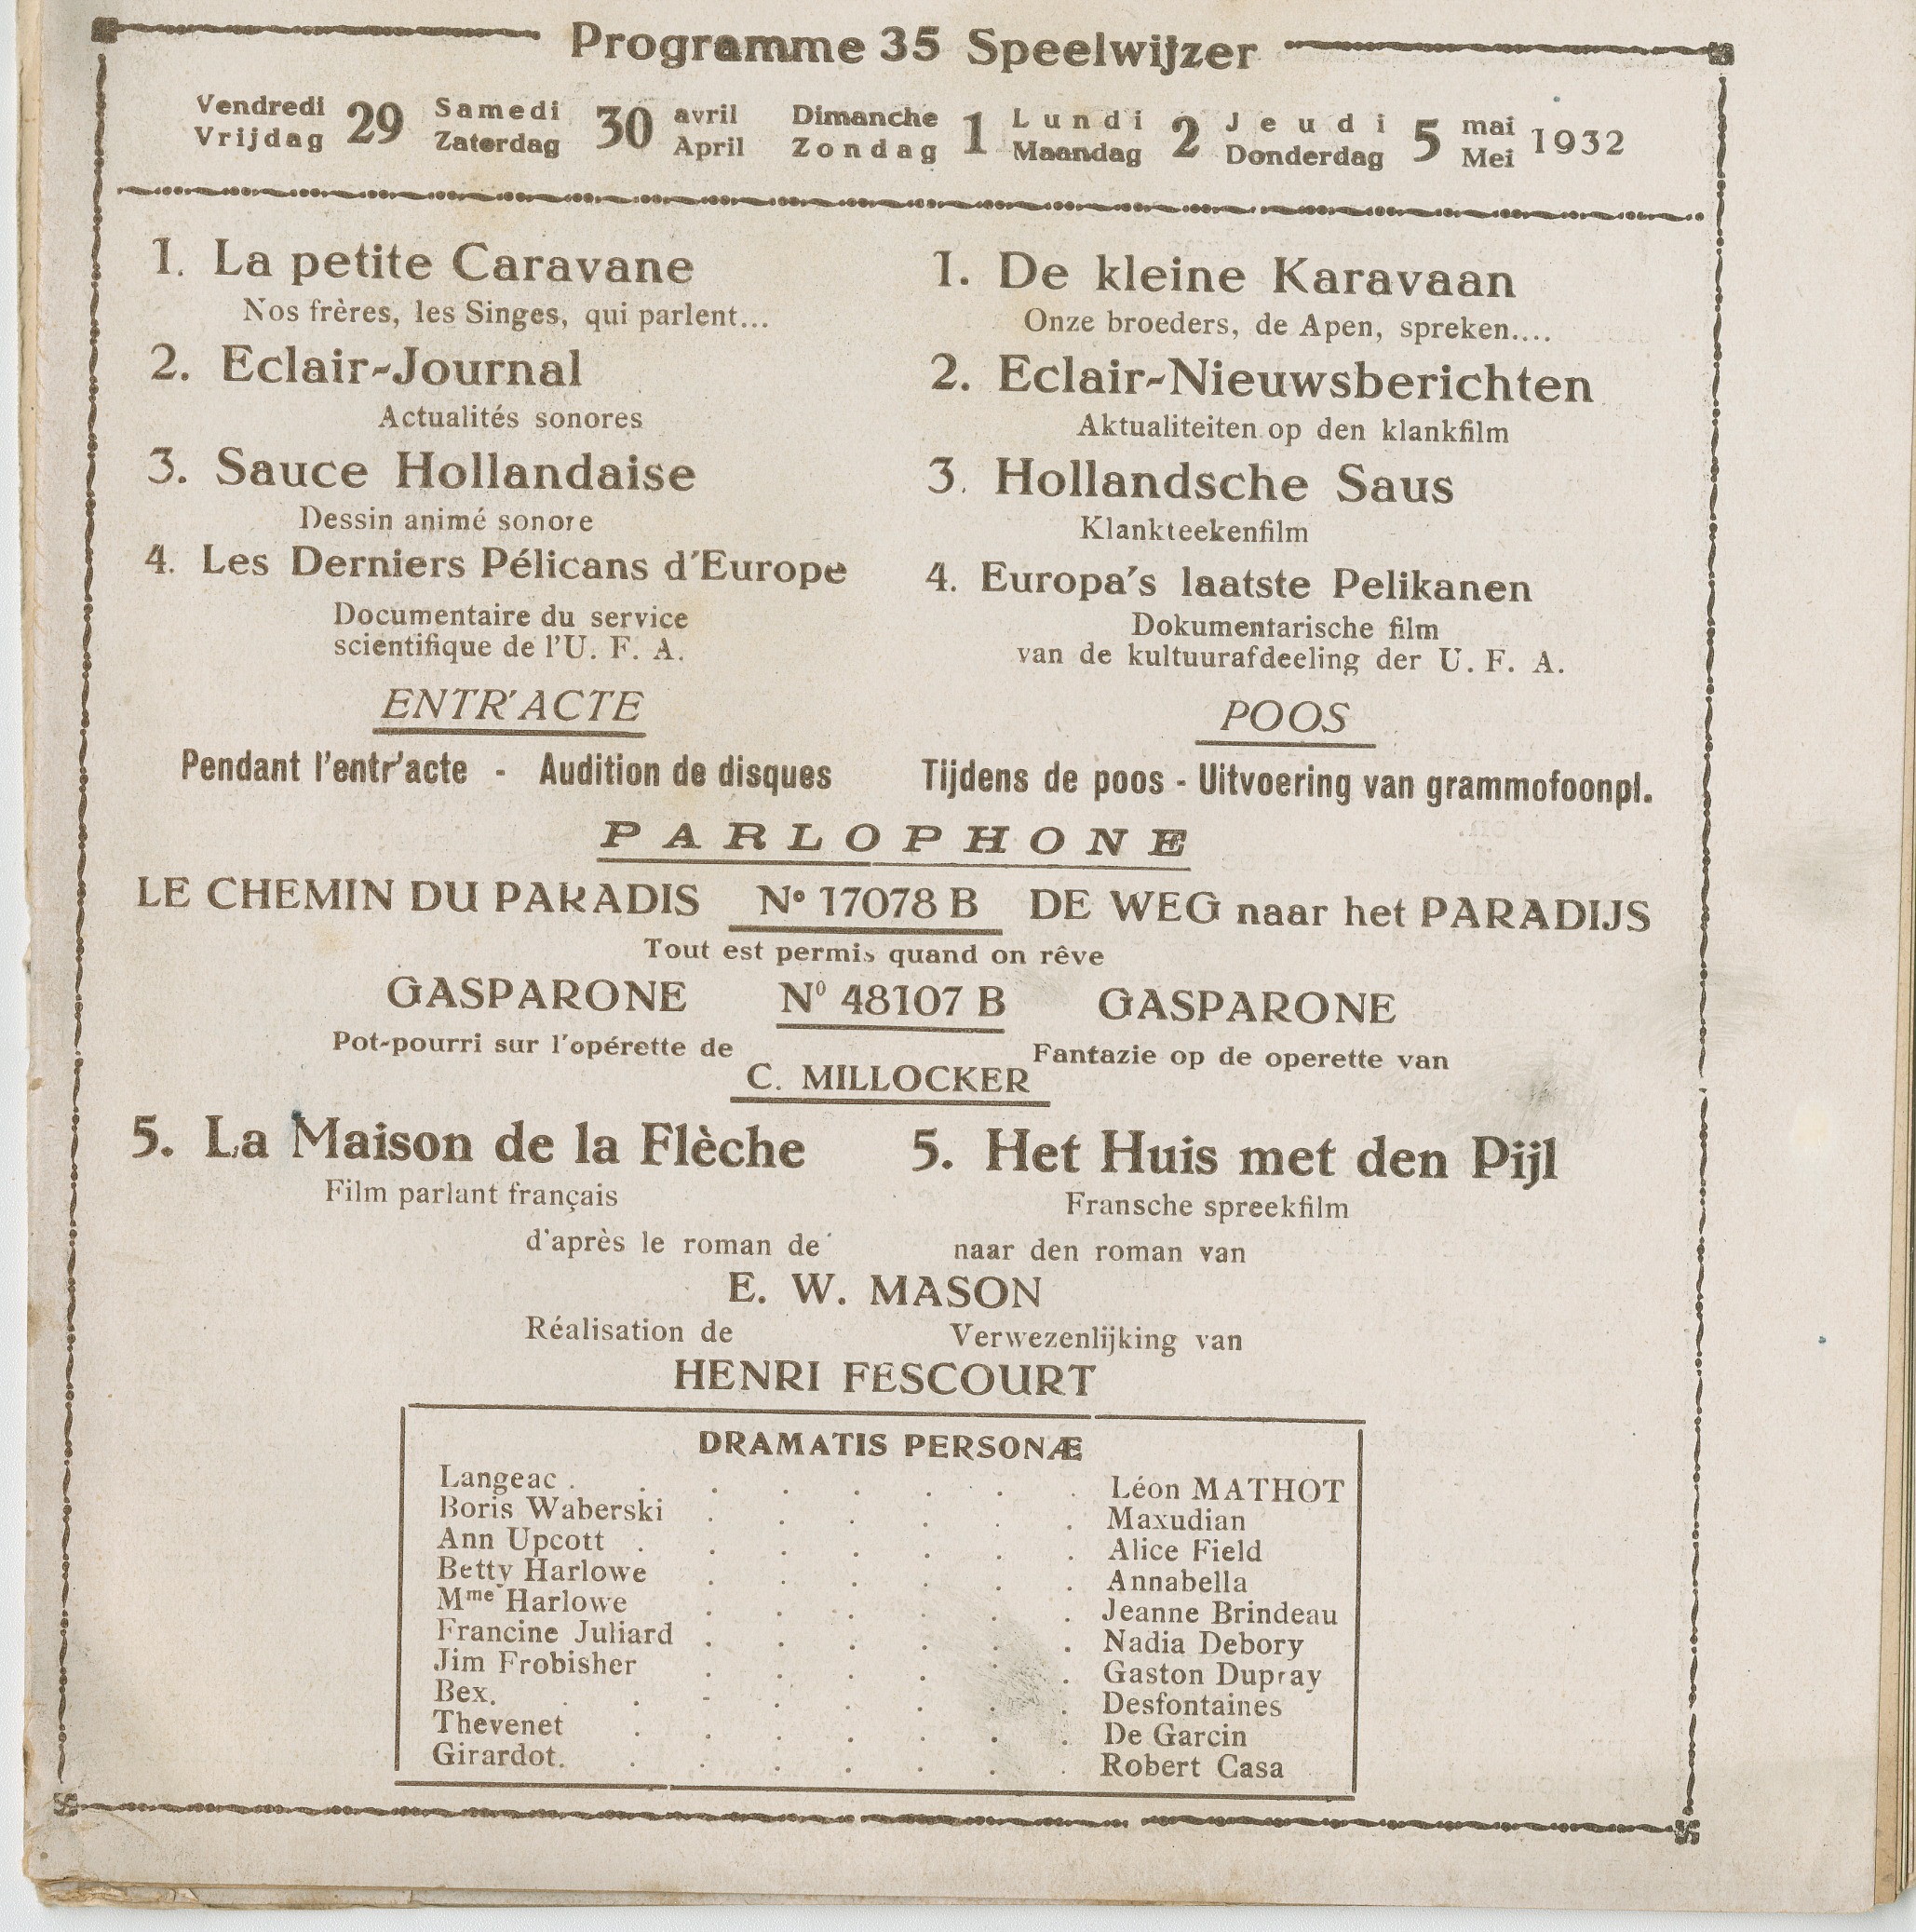 Programme 35 Speelwijzer
Vendredi 29 Samedi 30 avril Dimanche 1 Lundi 2 Jeudi 5 mai 1932
Vrijdag Zaterdag April Zondag Maandag Donderdag Mei
1. La petite Caravane
Nos frères, les Singes, qui parlent...
2. Eclair-Journal
Actualités sonores
3. Sauce Hollandaise
Dessin animé sonore
4. Les Derniers Pélicans d'Europe
Documentaire du service
scientifique de l'U. F. A.
ENTR'ACTE
Pendant l'entr'acte - Audition de disques
1. De kleine Karavaan
Onze broeders, de Apen, spreken....
2. Eclair-Nieuwsberichten
Aktualiteiten op den klankfilm
3. Hollandsche Saus
Klankteekenfilm
4. Europa's laatste Pelikanen
Dokumentarische film
van de kultuurafdeeling der U. F. A.
POOS
Tijdens de poos - Uitvoering van grammofoonpl.
PARLOPHONE
LE CHEMIN DU PARADIS No 17078 B DE WEG naar het PARADIJS
Tout est permis quand on rêve
GASPARONE No 48107 B GASPARONE
Pot-pourri sur l'opérette de Fantazie op de operette van
C. MILLOCKER
5. La Maison de la Flèche 5. Het Huis met den Pijl
Film parlant français Fransche spreekfilm
d'après le roman de naar den roman van
E. W. MASON
Réalisation de Verwezenlijking van
HENRI FESCOURT
DRAMATIS PERSONÆ
Langeac . . . . . . . . Léon MATHOT
Boris Waberski . . . . . . Maxudian
Ann Upcott . . . . . . . Alice Field
Betty Harlowe . . . . . . Annabella
Mme Harlowe . . . . . . Jeanne Brindeau
Francine Juliard . . . . . . Nadia Debory
Jim Frobisher . . . . . . Gaston Dupray
Bex. . . . . . . . . Desfontaines
Thevenet . . . . . . . De Garcin
Girardot. . . . . . . . Robert Casa